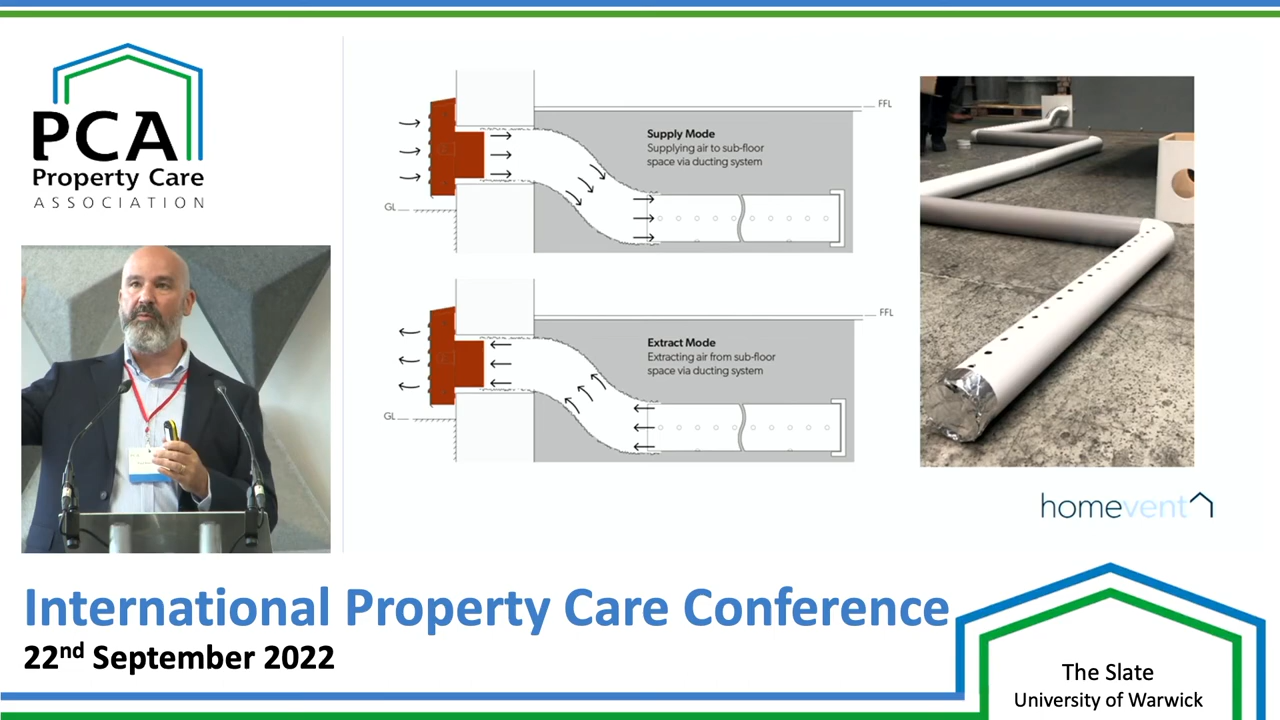 PCA
Property Care
ASSOCIATION
FFL
Supply Mode
Supplying air to sub-floor
space via ducting system
GL
FFL
Extract Mode
Extracting air from sub-floor
space via ducting system
GL
homevent
International Property Care Conference
22nd September 2022
The Slate
University of Warwick